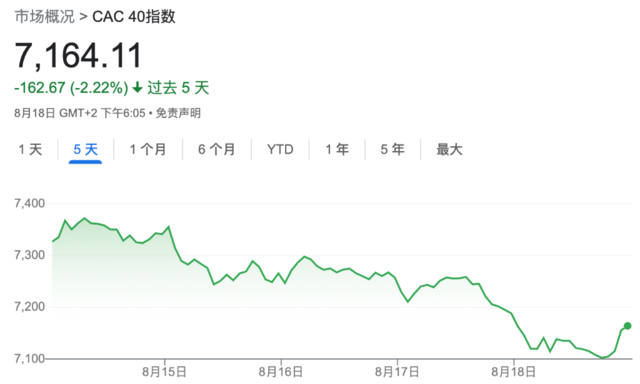 市场概况 > CAC 40指数
7,164.11
-162.67 (-2.22%) ↓ 过去 5 天
8月18日 GMT+2 下午6:05 • 免责声明
1 天 5 天 1 个月 6 个月 YTD 1 年 5 年 最大
7,400
7,300
7,200
7,100
8月15日 8月16日 8月17日 8月18日